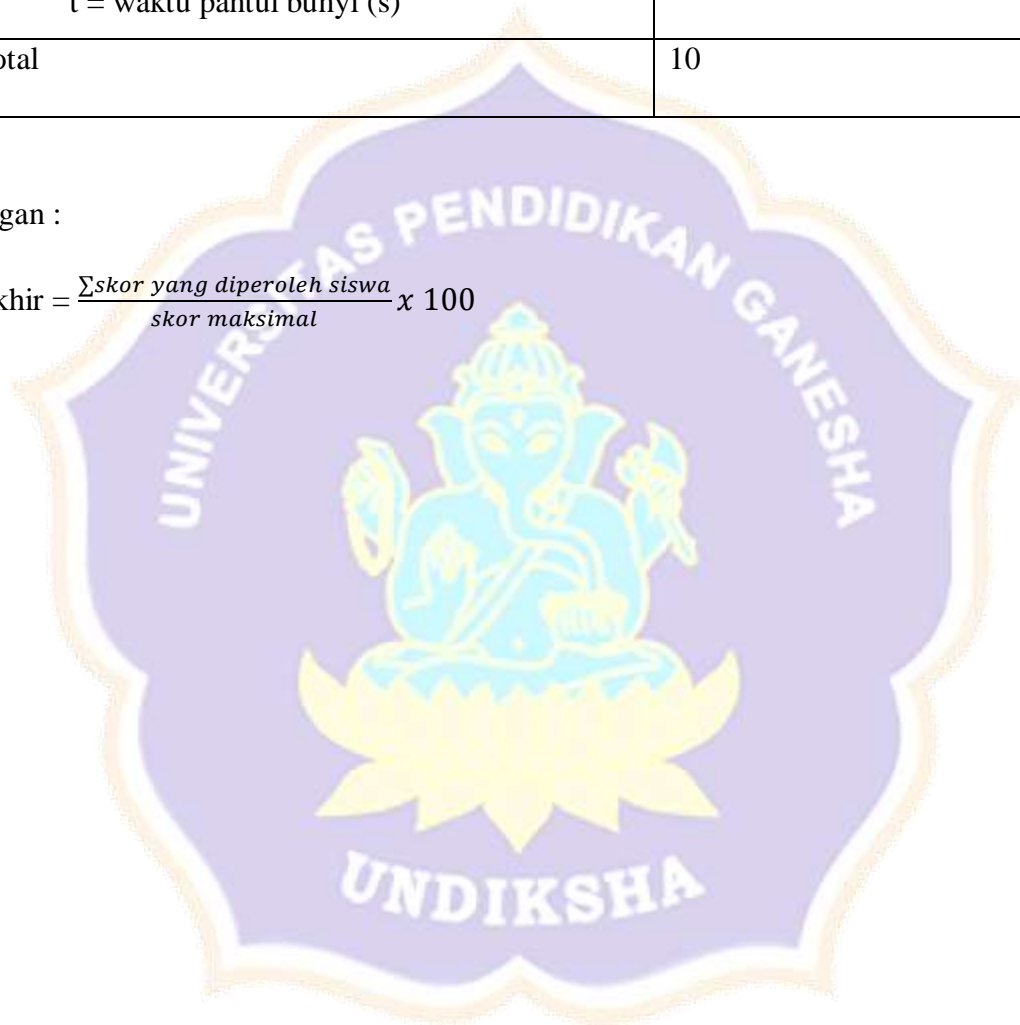 t = waktu pantul bunyi (s)
otal
10
gan :
khir = ∑skor yang diperoleh siswa / skor maksimal x 100
UNIVERSITAS PENDIDIKAN GANESHA
UNDIKSHA